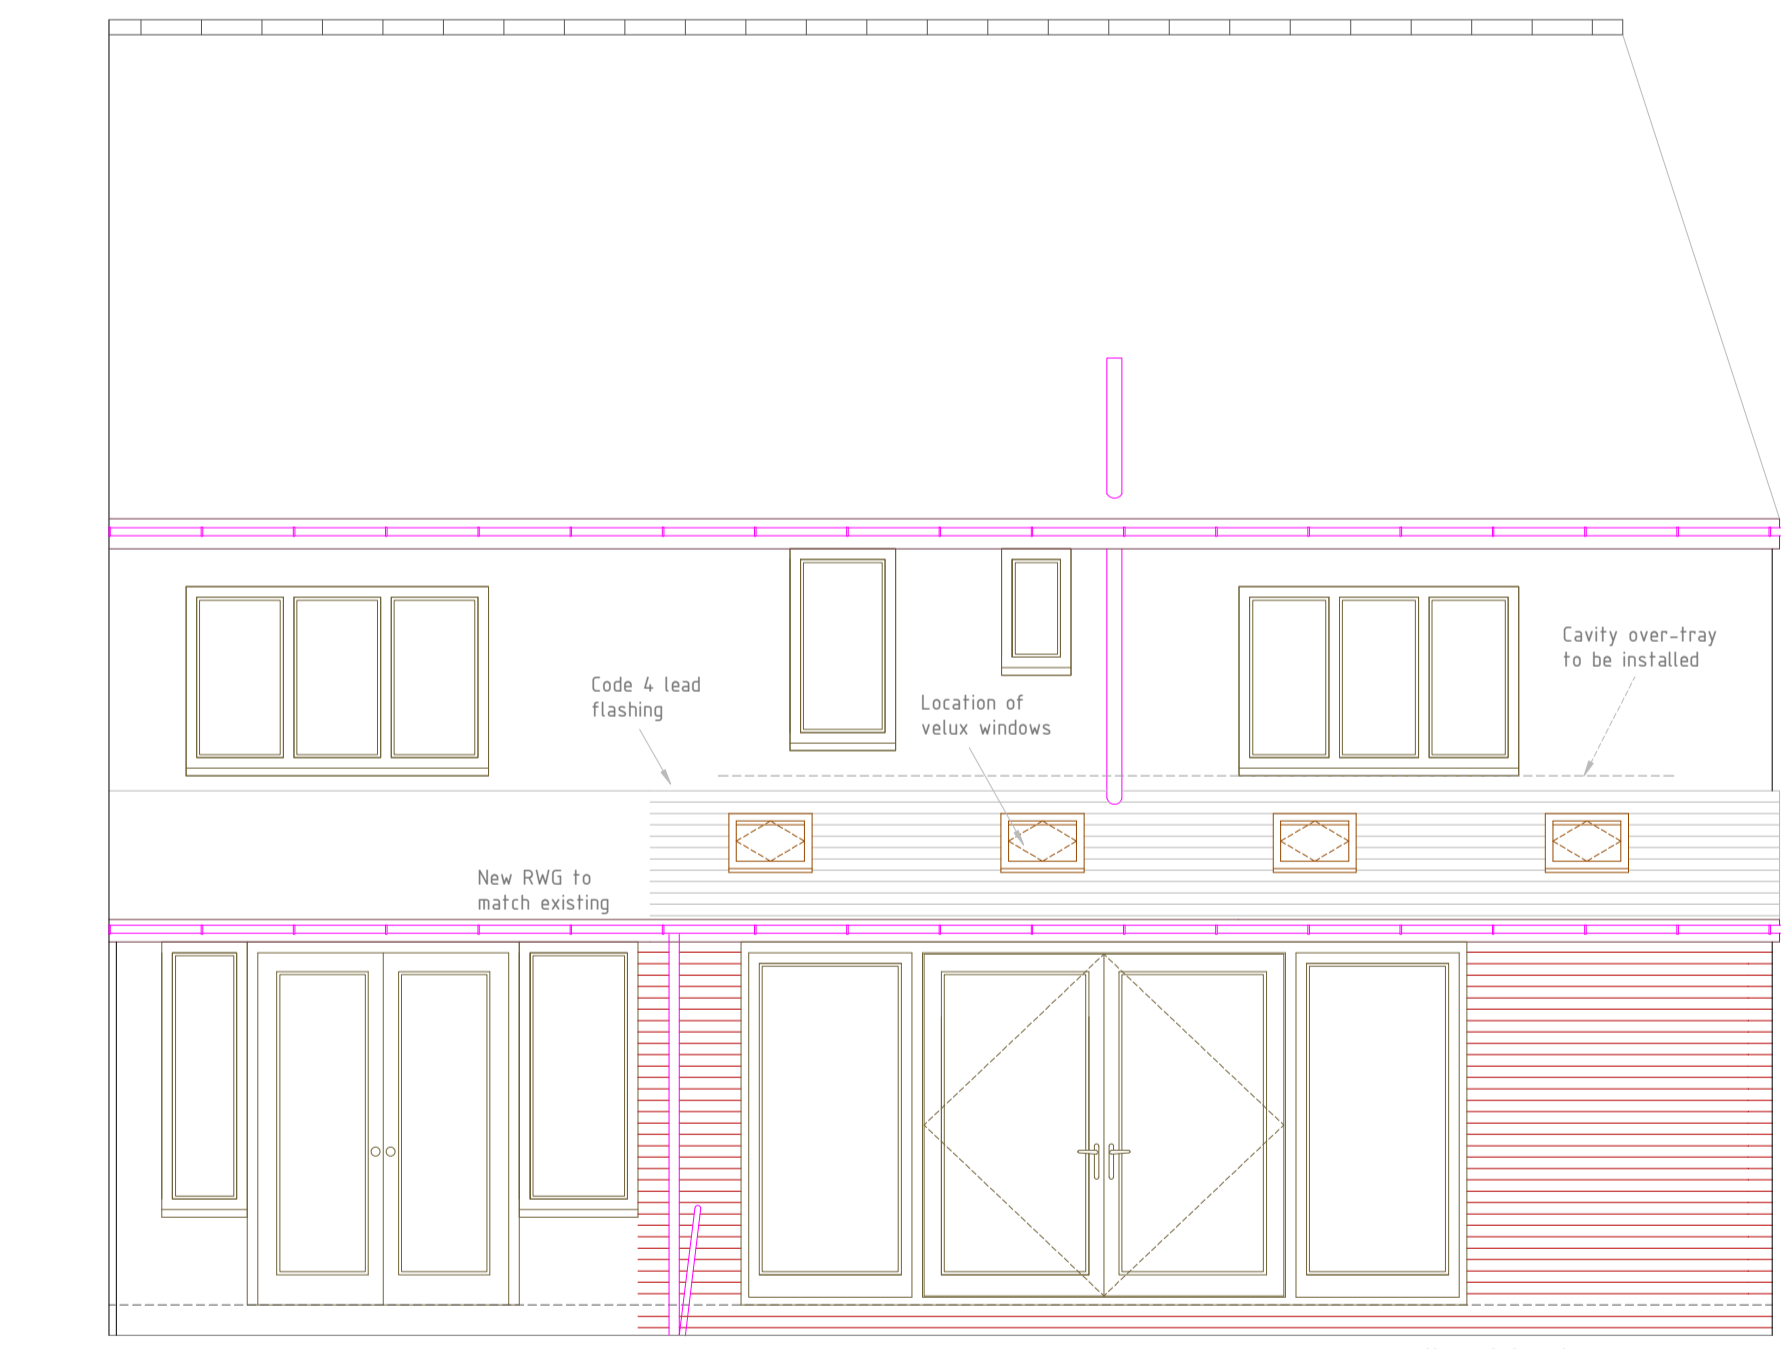 Cavity over-tray
to be installed
Code 4 lead
flashing
Location of
velux windows
New RWG to
match existing